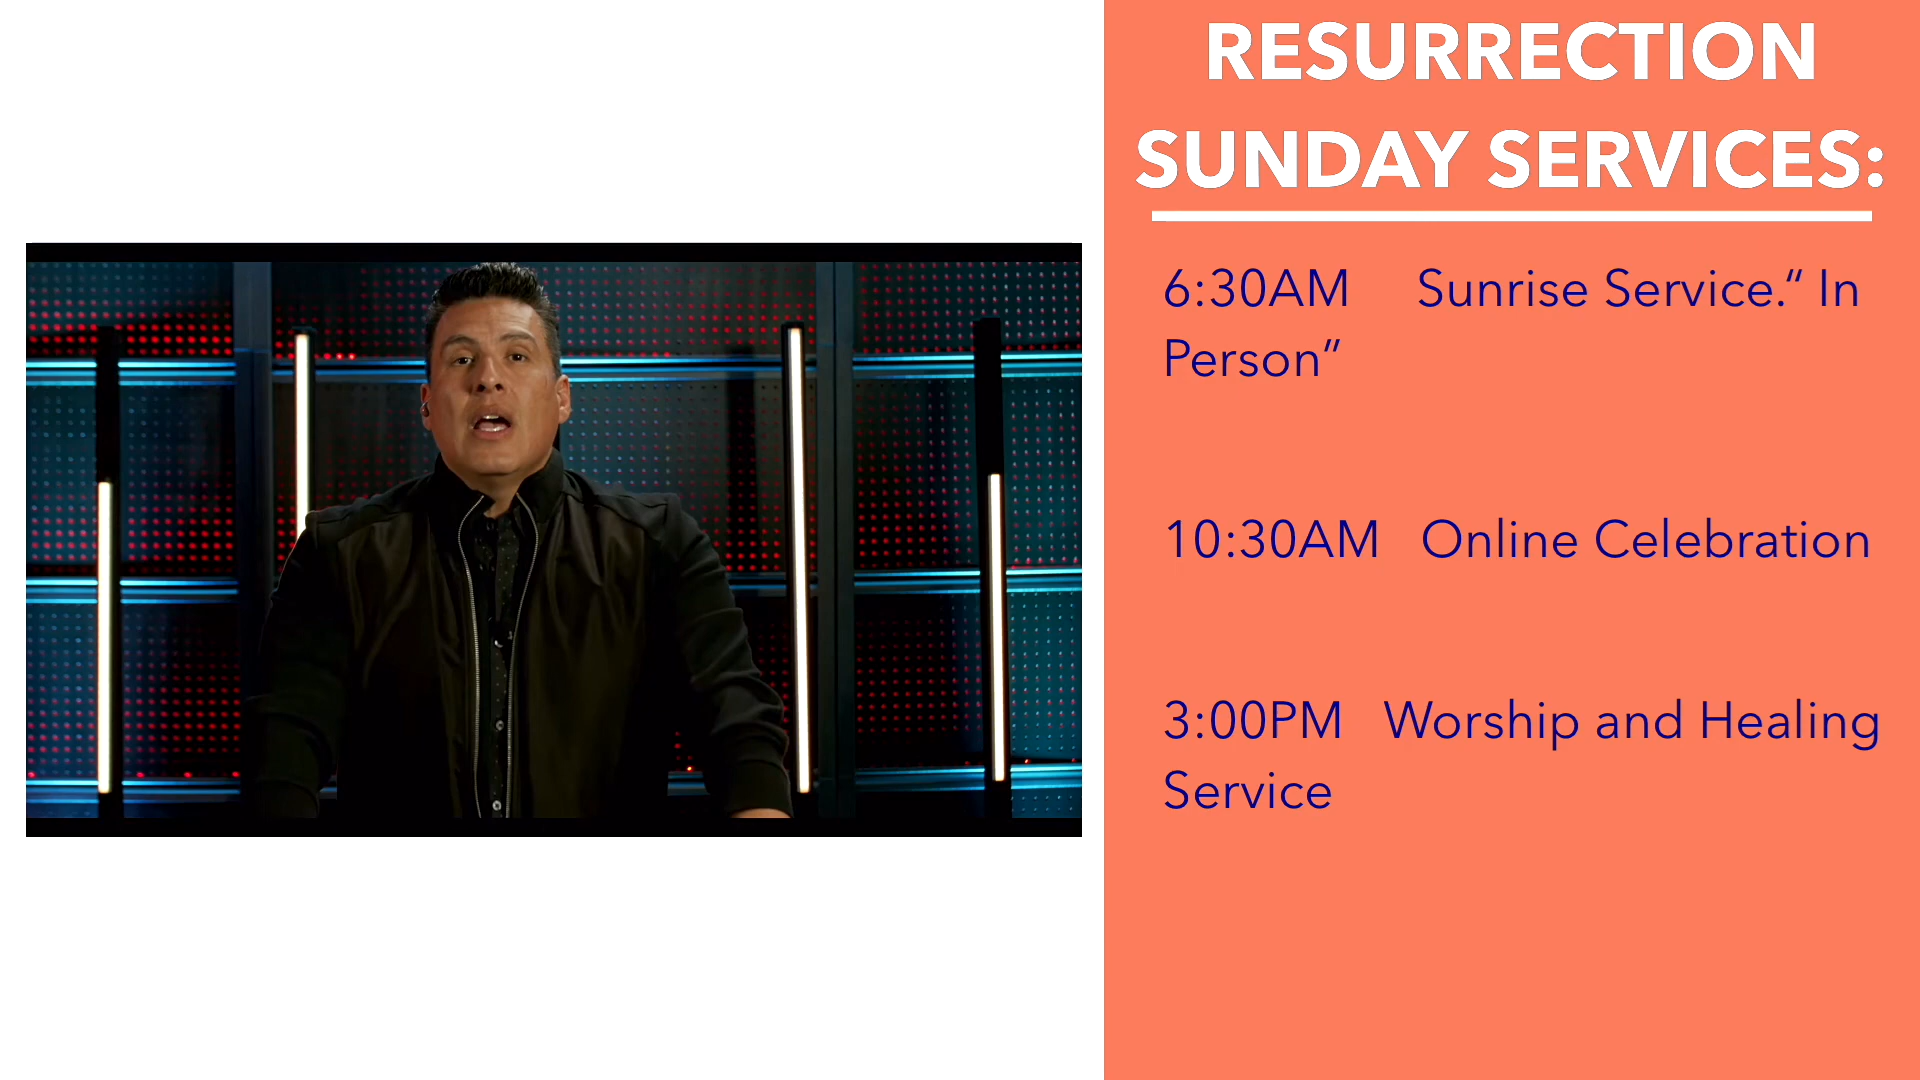 RESURRECTION
SUNDAY SERVICES:
6:30AM Sunrise Service.“ In
Person”
10:30AM Online Celebration
3:00PM Worship and Healing
Service